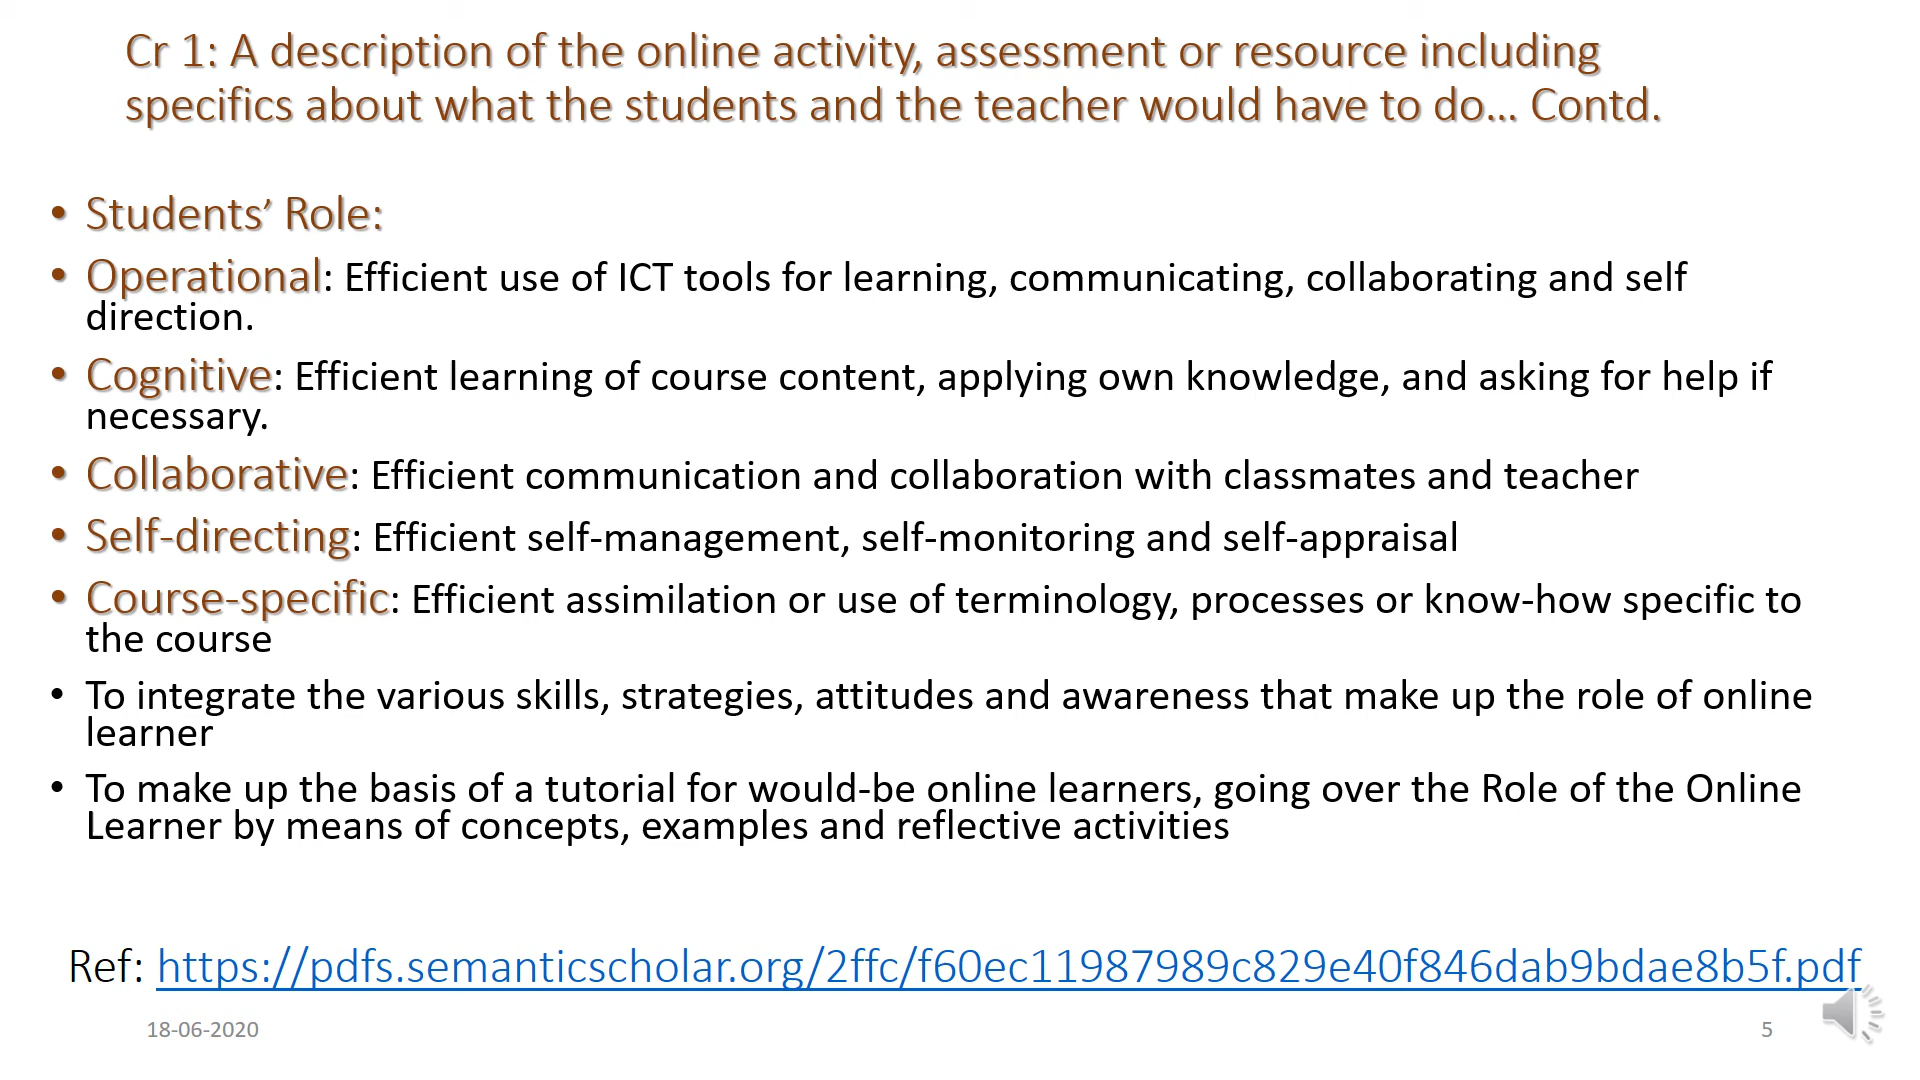 Cr 1: A description of the online activity, assessment or resource including
specifics about what the students and the teacher would have to do... Contd.
• Students' Role:
• Operational: Efficient use of ICT tools for learning, communicating, collaborating and self
direction.
• Cognitive: Efficient learning of course content, applying own knowledge, and asking for help if
necessary.
• Collaborative: Efficient communication and collaboration with classmates and teacher
• Self-directing: Efficient self-management, self-monitoring and self-appraisal
• Course-specific: Efficient assimilation or use of terminology, processes or know-how specific to
the course
• To integrate the various skills, strategies, attitudes and awareness that make up the role of online
learner
• To make up the basis of a tutorial for would-be online learners, going over the Role of the Online
Learner by means of concepts, examples and reflective activities
Ref: https://pdfs.semanticscholar.org/2ffc/f60ec11987989c829e40f846dab9bdae8b5f.pdf
18-06-2020
5